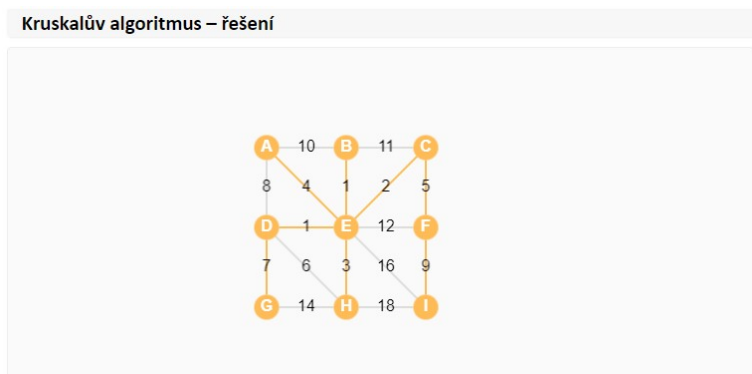 Kruskalův algoritmus – řešení
A 10 B 11 C
8 4 1 2 5
D 1 E 12 F
7 6 3 16 9
G 14 H 18 I